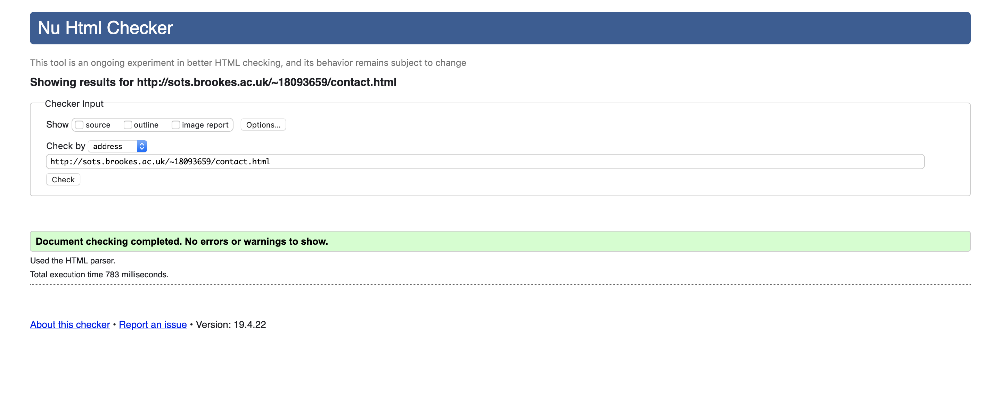 Nu Html Checker
This tool is an ongoing experiment in better HTML checking, and its behavior remains subject to change
Showing results for http://sots.brookes.ac.uk/~18093659/contact.html
Checker Input
Show source outline image report Options...
Check by address
http://sots.brookes.ac.uk/~18093659/contact.html
Check
Document checking completed. No errors or warnings to show.
Used the HTML parser.
Total execution time 783 milliseconds.
About this checker • Report an issue • Version: 19.4.22